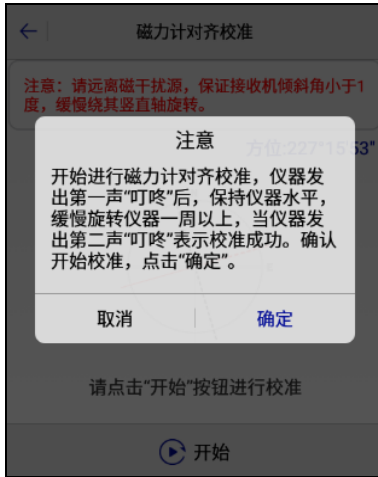 磁力计对齐校准
注意：请远离磁干扰源，保证接收机倾斜角小于1
度，缓慢绕其竖直轴旋转。
方位:227°15'53"
注意
开始进行磁力计对齐校准，仪器发
出第一声“叮咚”后，保持仪器水平，
缓慢旋转仪器一周以上，当仪器发
出第二声“叮咚”表示校准成功。确认
开始校准，点击“确定”。
取消
确定
请点击“开始”按钮进行校准
开始